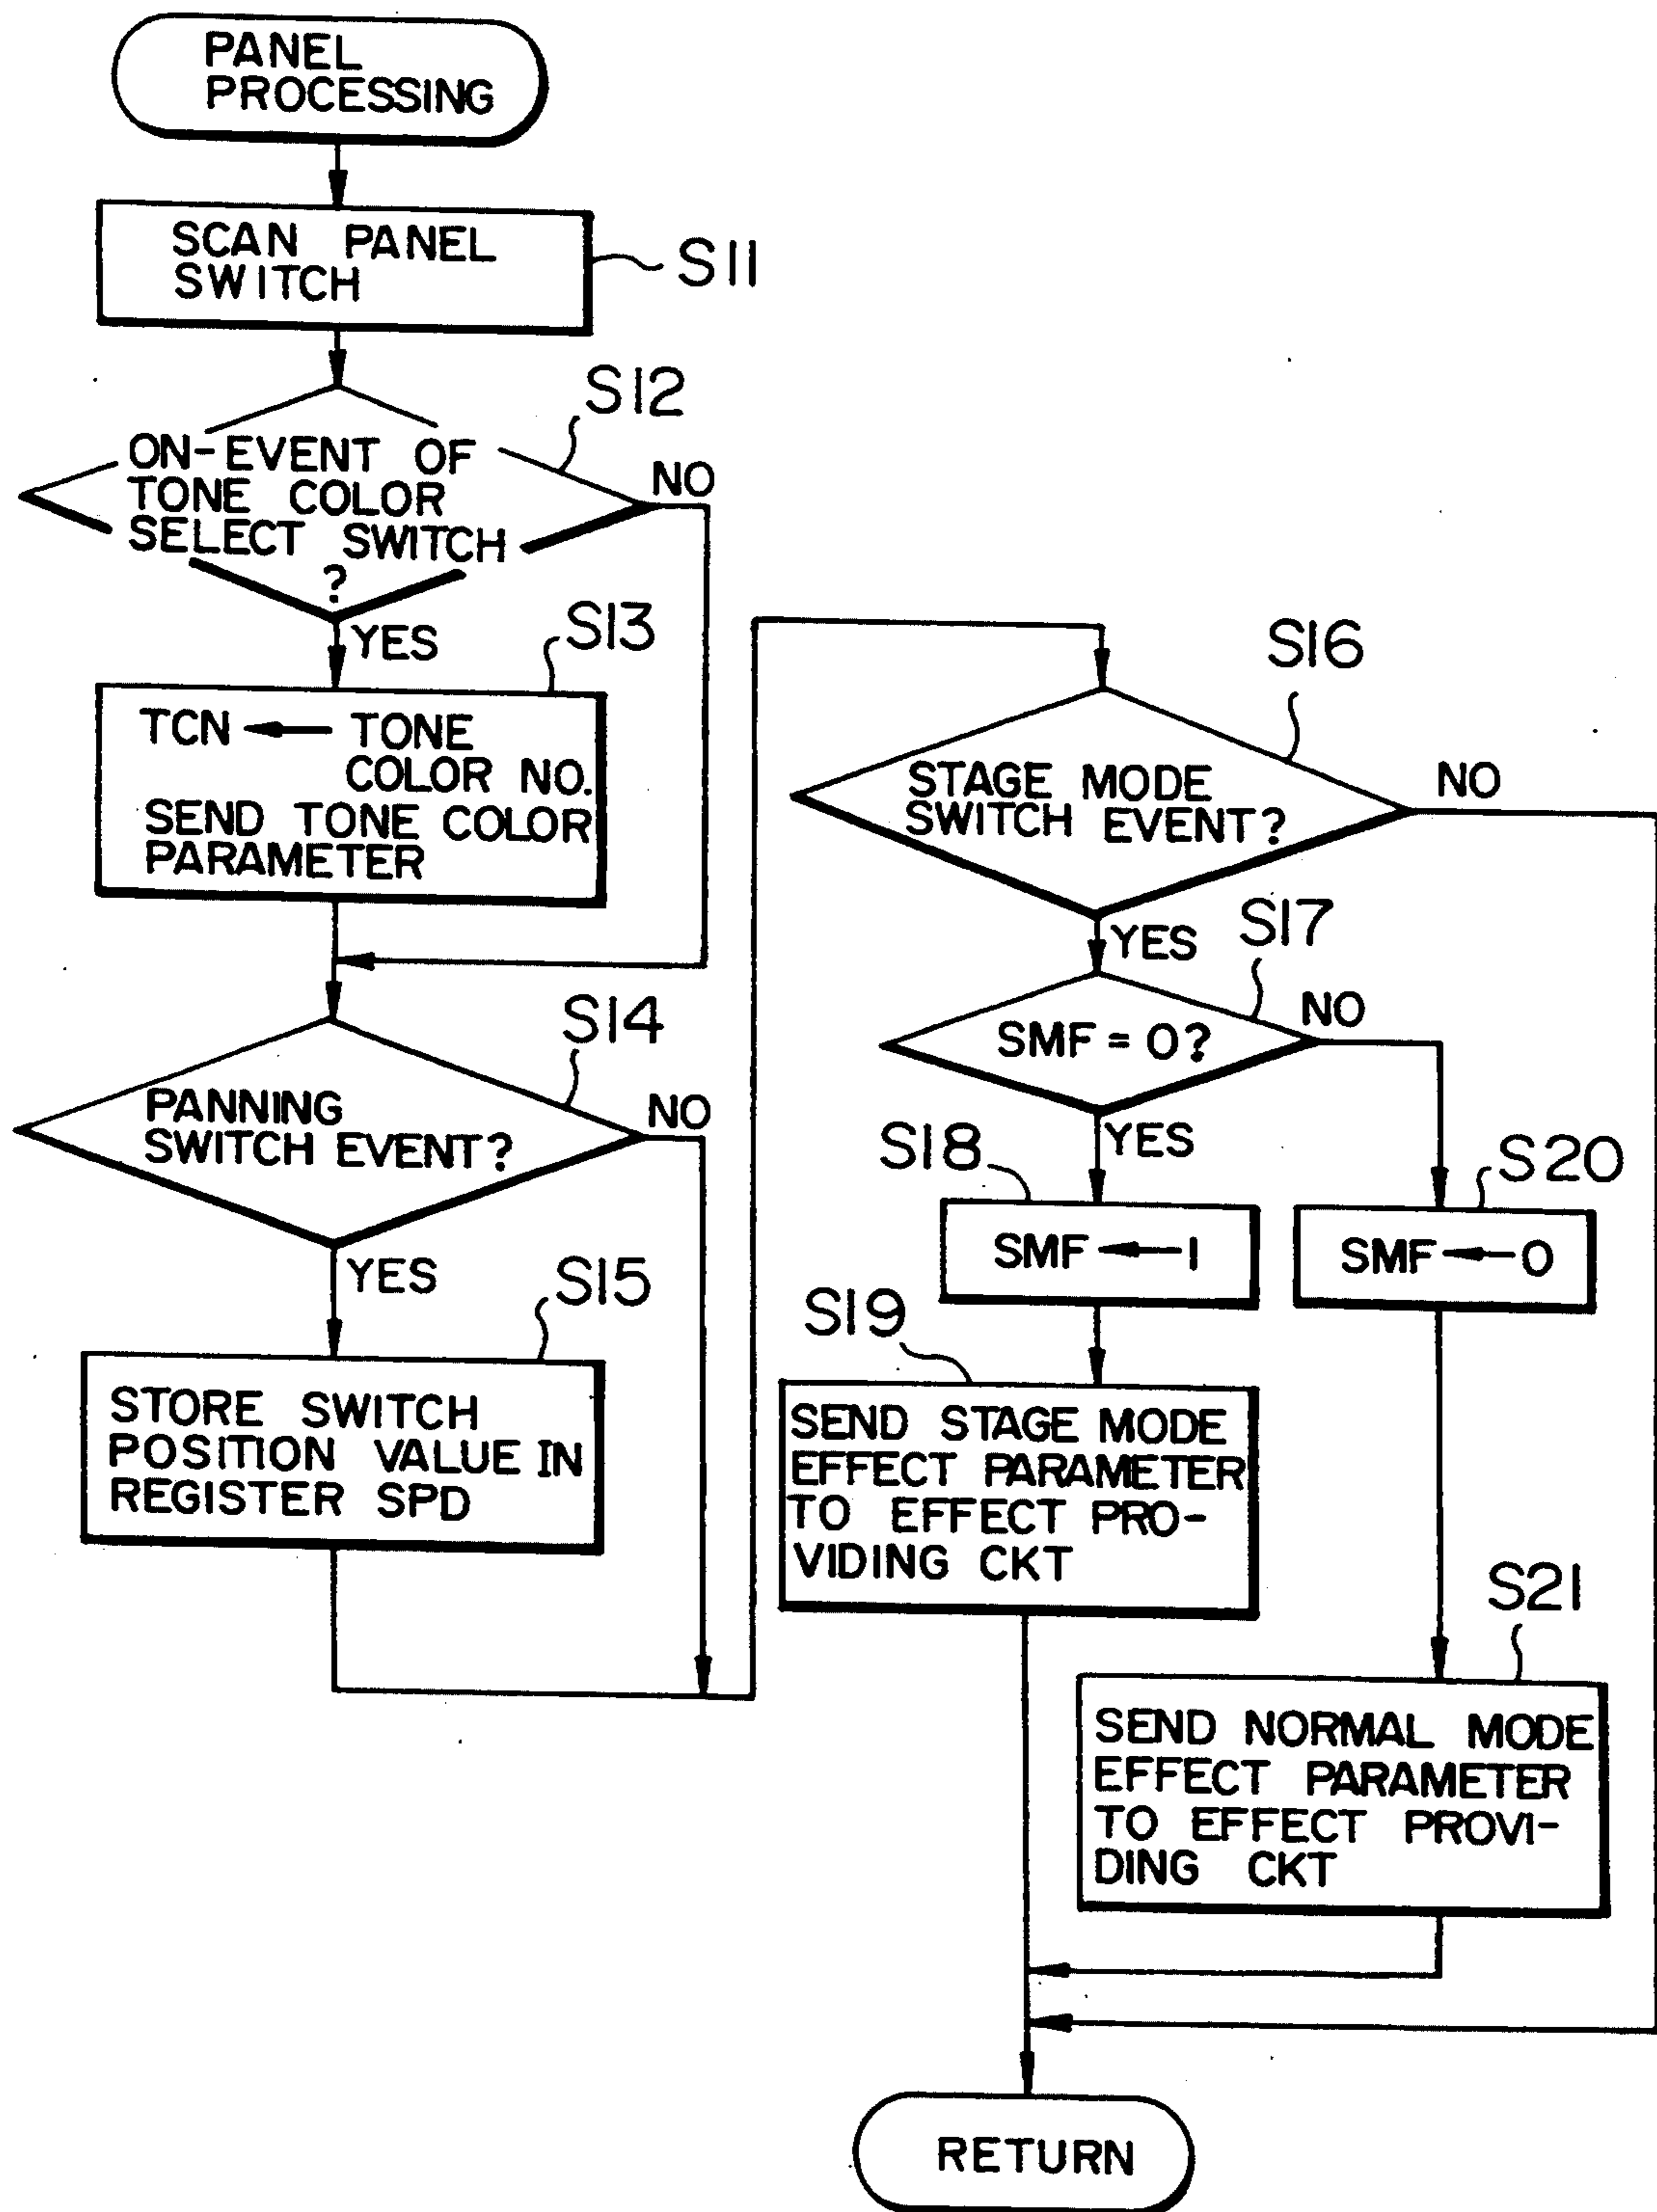 PANEL
PROCESSING
SCAN PANEL
SWITCH
S11
S12
ON-EVENT OF
TONE COLOR
SELECT SWITCH
?
NO
YES
S13
TCN ← TONE
COLOR NO.
SEND TONE COLOR
PARAMETER
S14
PANNING
SWITCH EVENT?
NO
YES
S15
STORE SWITCH
POSITION VALUE IN
REGISTER SPD
S16
STAGE MODE
SWITCH EVENT?
NO
YES
S17
SMF = 0?
NO
YES
S18
SMF ← 1
S20
SMF ← 0
S19
SEND STAGE MODE
EFFECT PARAMETER
TO EFFECT PRO-
VIDING CKT
S21
SEND NORMAL MODE
EFFECT PARAMETER
TO EFFECT PROVI-
DING CKT
RETURN